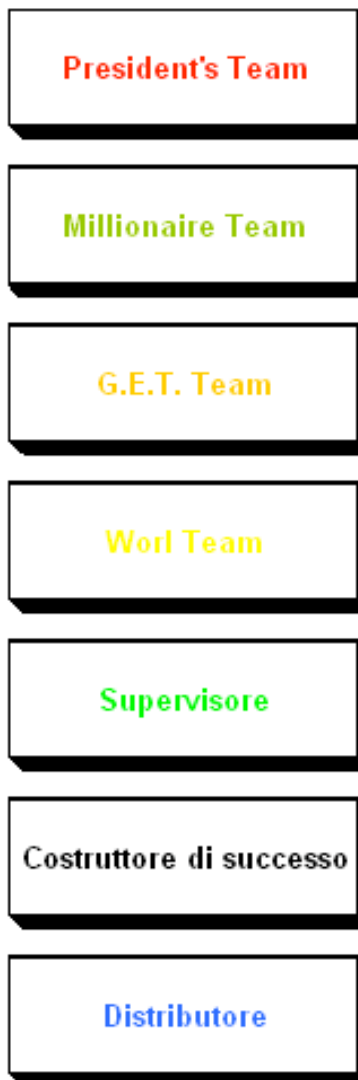 President's Team
Millionaire Team
G.E.T. Team
Worl Team
Supervisore
Costruttore di successo
Distributore